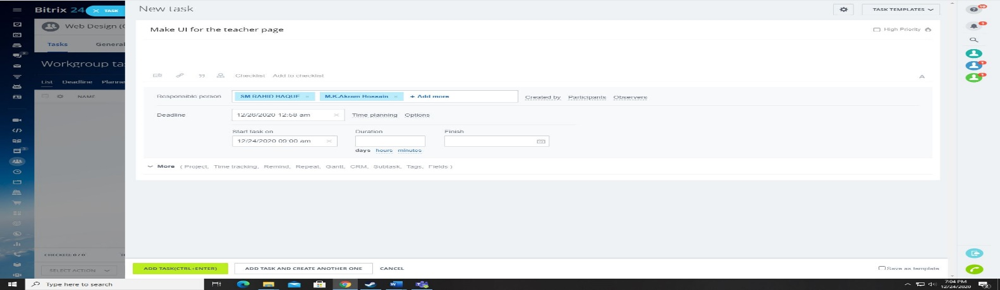 Bitrix 24
TASK
New task
TASK TEMPLATES
Web Design (
Make UI for the teacher page
High Priority
Tasks General
Workgroup ta
List Deadline Planne
Checklist Add to checklist
NAME
Responsible person SM RAHID HAQUE M.K.Akram Hossain + Add more Created by Participants Observers
Deadline 12/26/2020 12:58 am Time planning Options
Start task on Duration Finish
12/24/2020 09:00 am
days hours minutes
More ( Project, Time tracking, Remind, Repeat, Gantt, CRM, Subtask, Tags, Fields )
CHECKED: 0 / 0
SELECT ACTION
ADD TASK(CTRL+ENTER) ADD TASK AND CREATE ANOTHER ONE CANCEL Save as template
Type here to search
7:04 PM
12/24/2020